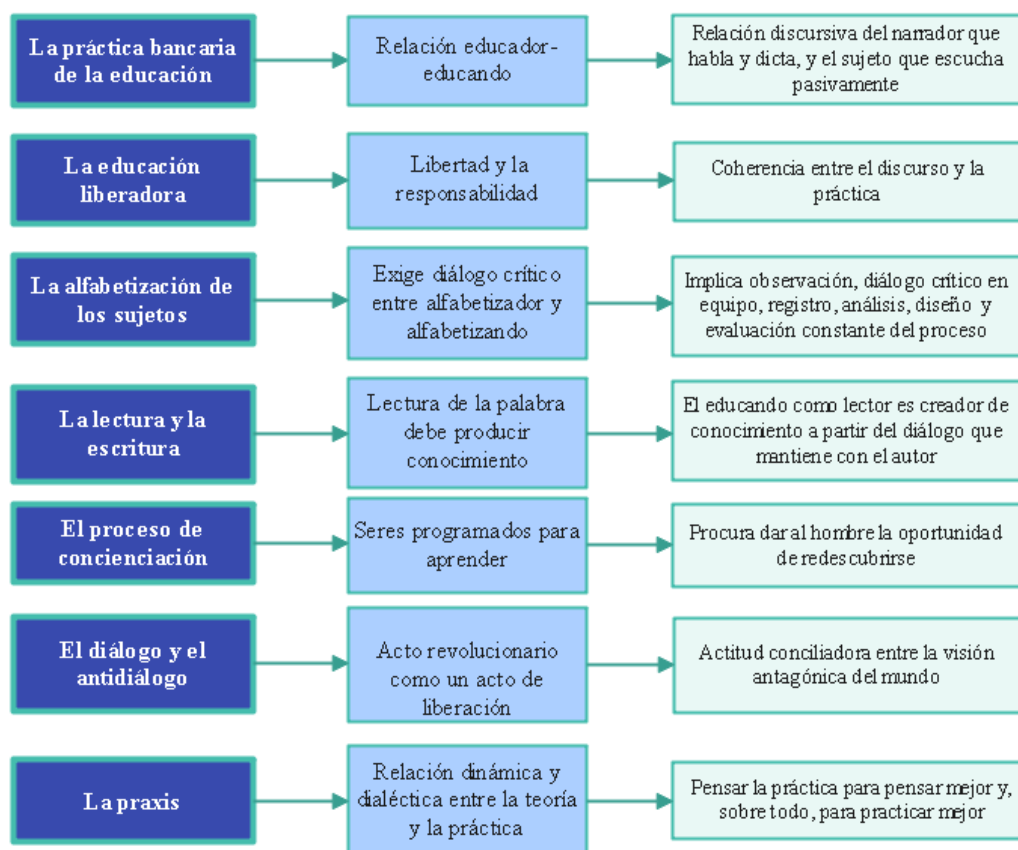 La práctica bancaria
de la educación
Relación educador-
educando
Relación discursiva del narrador que
habla y dicta, y el sujeto que escucha
pasivamente
La educación
liberadora
Libertad y la
responsabilidad
Coherencia entre el discurso y la
práctica
La alfabetización de
los sujetos
Exige diálogo crítico
entre alfabetizador y
alfabetizando
Implica observación, diálogo crítico en
equipo, registro, análisis, diseño y
evaluación constante del proceso
La lectura y la
escritura
Lectura de la palabra
debe producir
conocimiento
El educando como lector es creador de
conocimiento a partir del diálogo que
mantiene con el autor
El proceso de
concienciación
Seres programados para
aprender
Procura dar al hombre la oportunidad
de redescubrirse
El diálogo y el
antidiálogo
Acto revolucionario
como un acto de
liberación
Actitud conciliadora entre la visión
antagónica del mundo
La praxis
Relación dinámica y
dialéctica entre la teoría
y la práctica
Pensar la práctica para pensar mejor y,
sobre todo, para practicar mejor